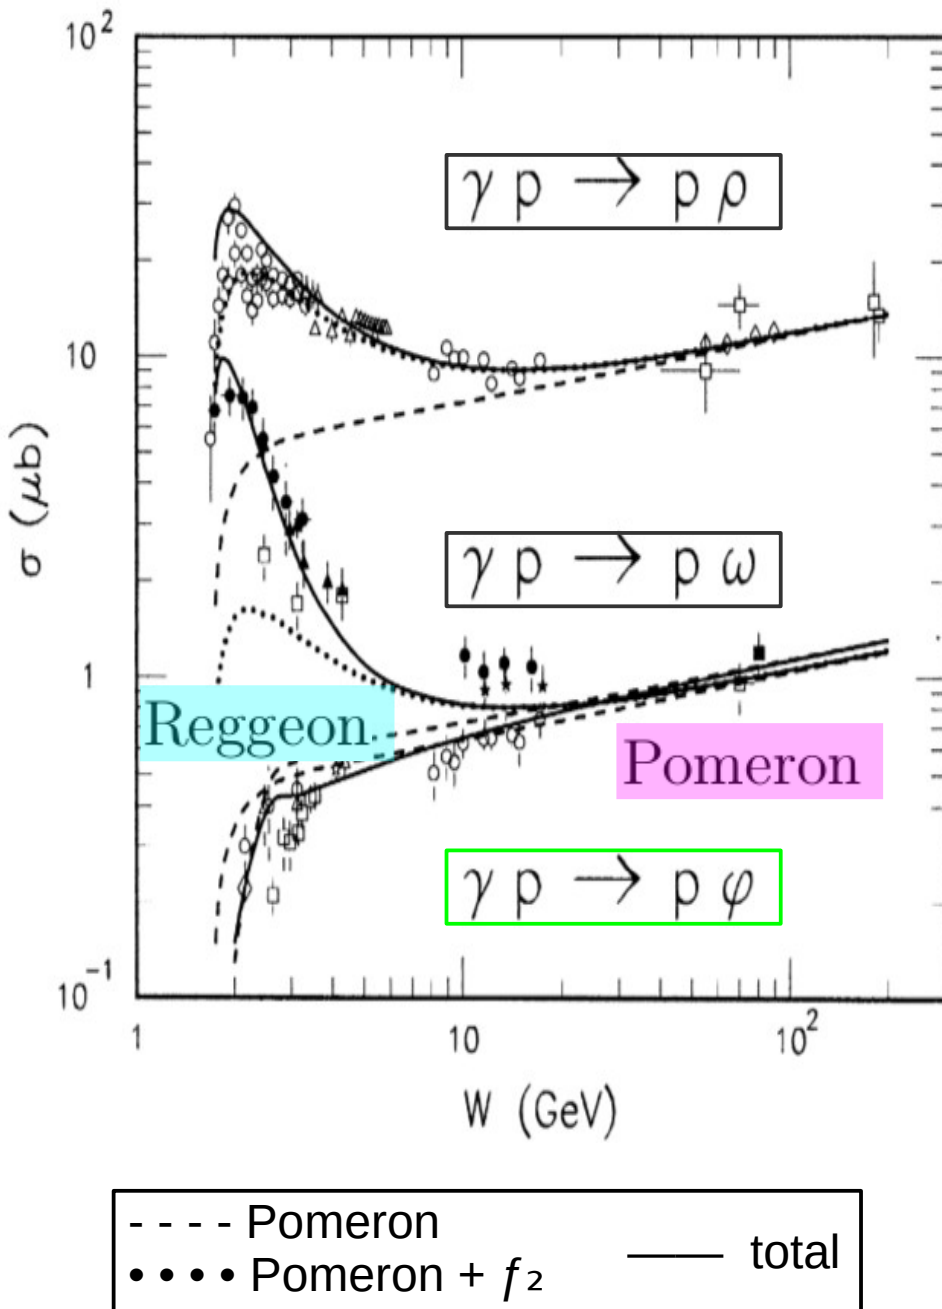 10²
γ p → p ρ
10
σ (μb)
γ p → p ω
1
Reggeon
Pomeron
γ p → p φ
10⁻¹
1 10 10²
W (GeV)
- - - - Pomeron
•••• Pomeron + f₂ —— total